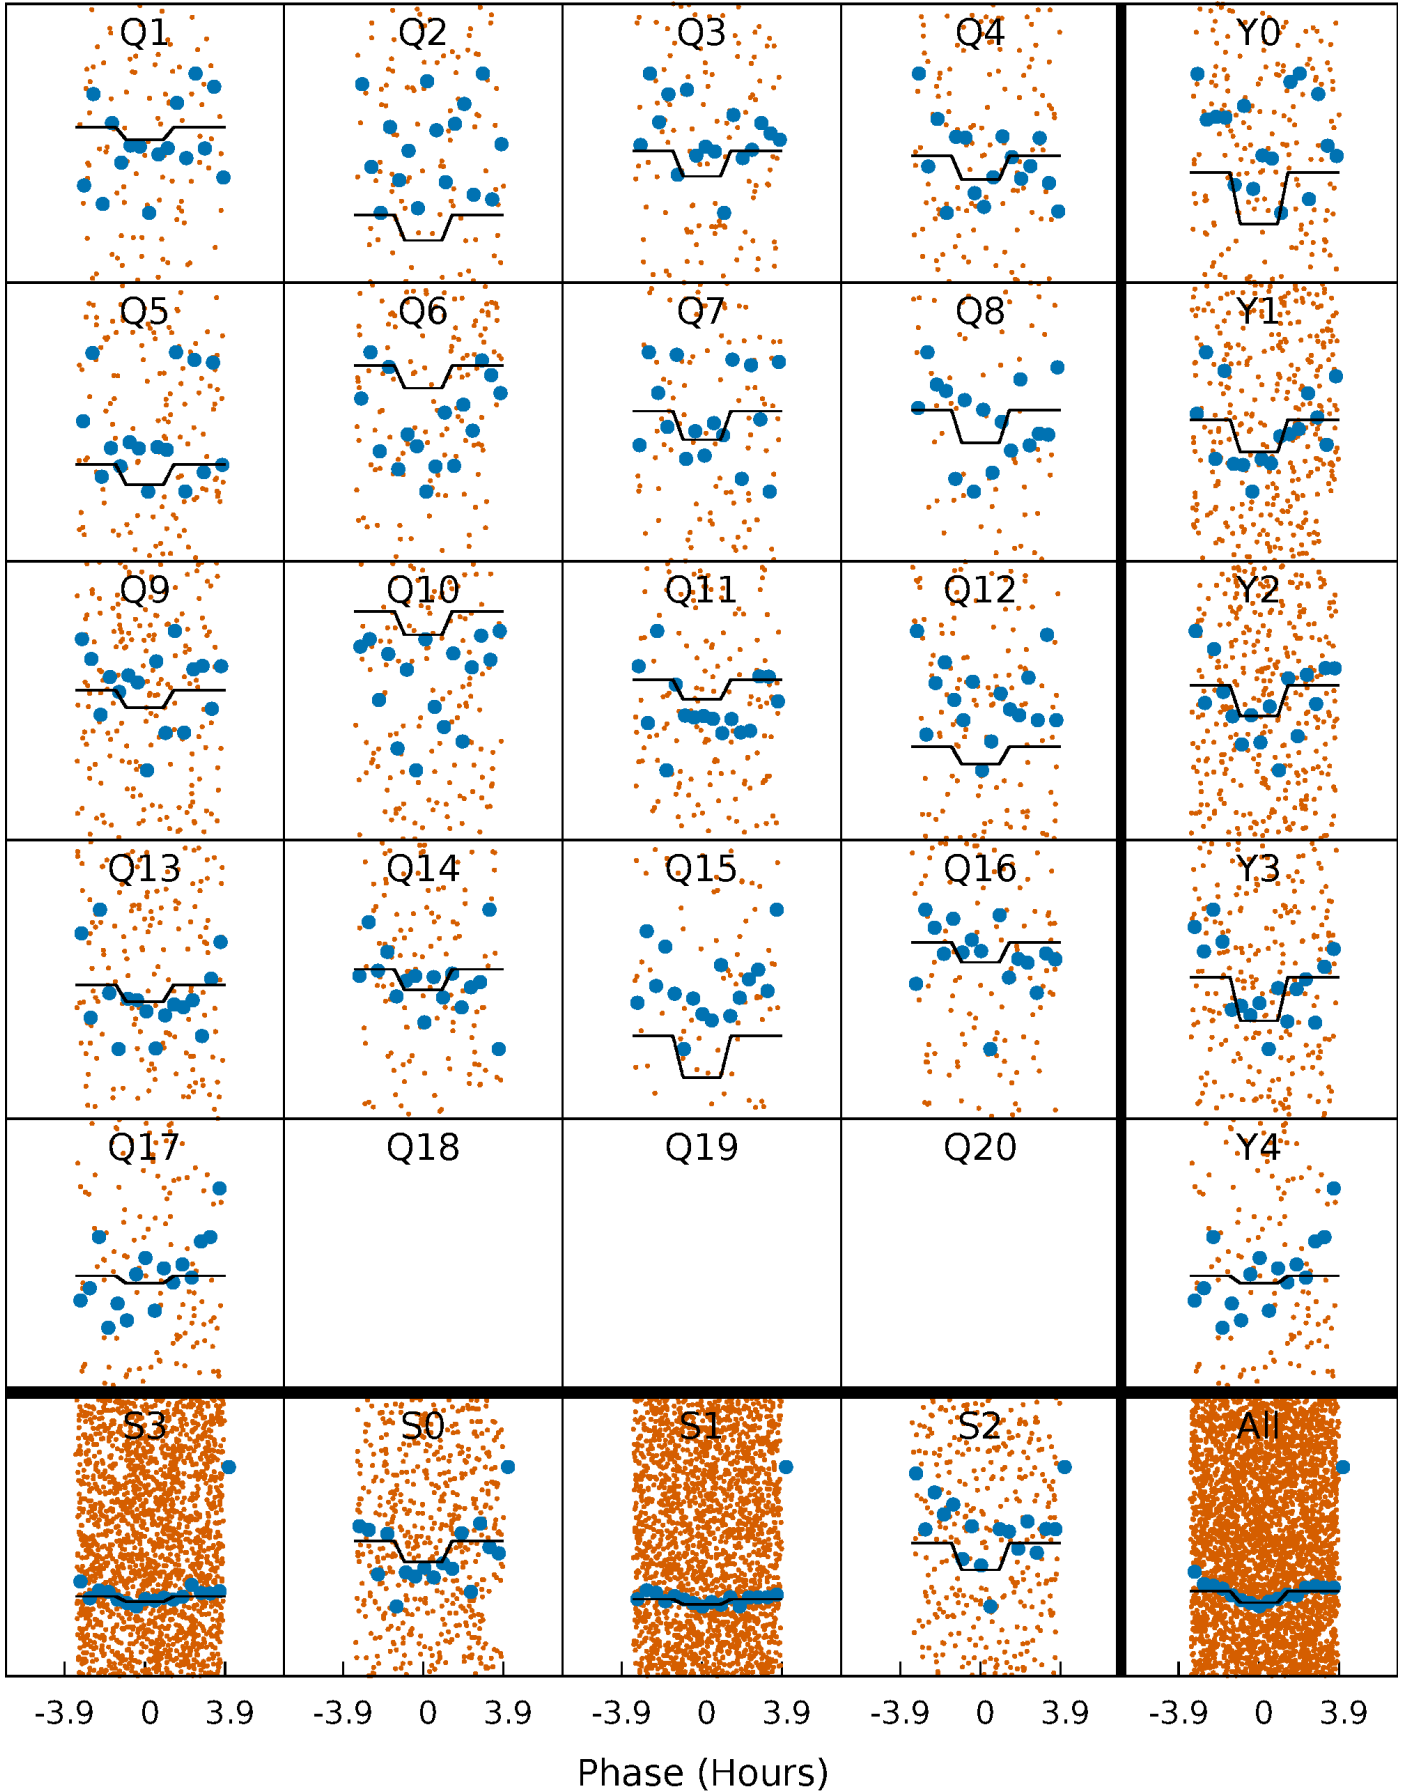 Q1 Q2 Q3 Q4 Y0
Q5 Q6 Q7 Q8 Y1
Q9 Q10 Q11 Q12 Y2
Q13 Q14 Q15 Q16 Y3
Q17 Q18 Q19 Q20 Y4
S3 S0 S1 S2 All
-3.9 0 3.9 -3.9 0 3.9 -3.9 0 3.9 -3.9 0 3.9 -3.9 0 3.9
Phase (Hours)